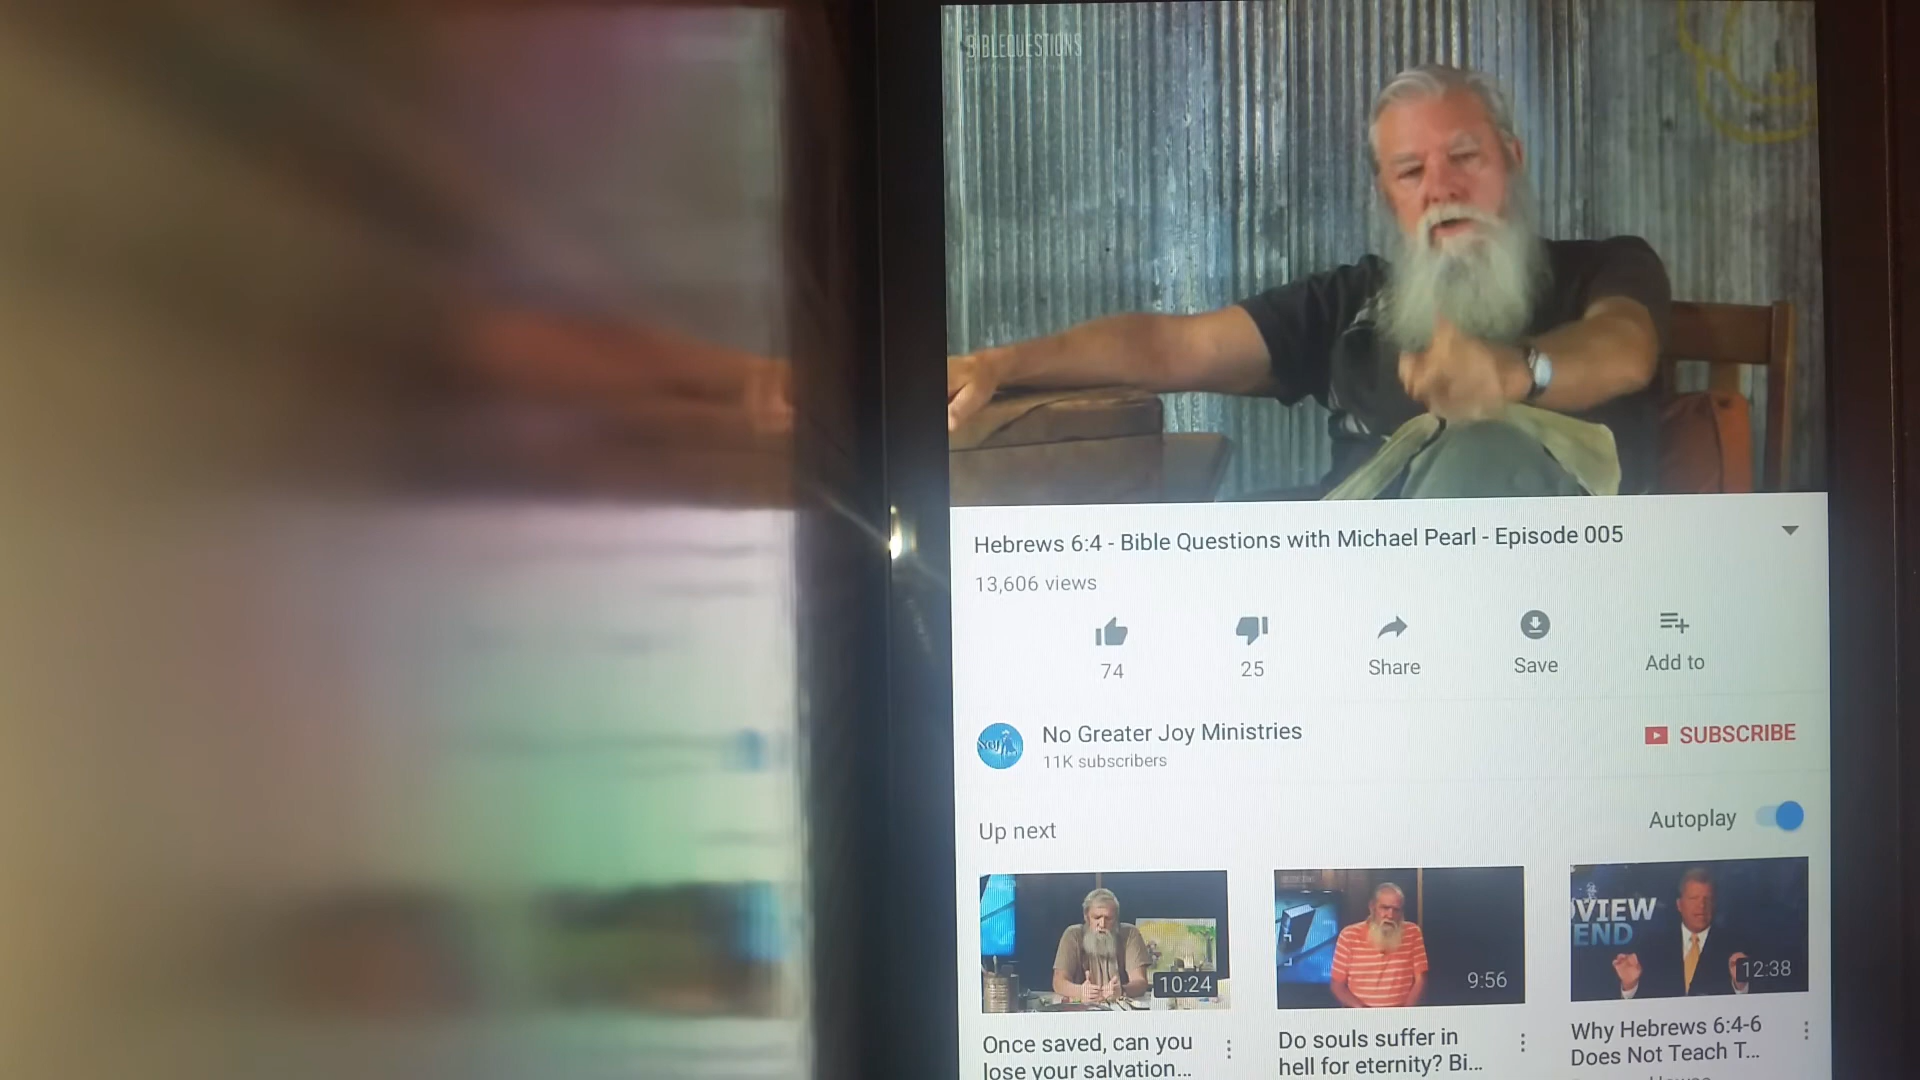 BIBLEQUESTIONS
Hebrews 6:4 - Bible Questions with Michael Pearl - Episode 005
13,606 views
74
25
Share
Save
Add to
No Greater Joy Ministries
11K subscribers
SUBSCRIBE
Up next
Autoplay
VIEW
END
10:24
9:56
12:38
Once saved, can you
lose your salvation...
Do souls suffer in
hell for eternity? Bi...
Why Hebrews 6:4-6
Does Not Teach T...